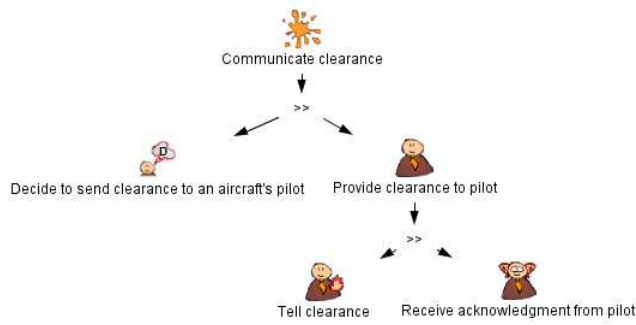 Communicate clearance
>>
D
Decide to send clearance to an aircraft's pilot
Provide clearance to pilot
>>
Tell clearance
Receive acknowledgment from pilot